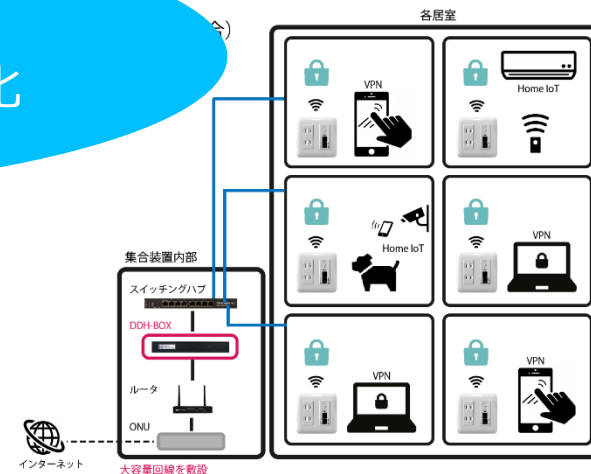 化
各居室
VPN
Home IoT
Home IoT
VPN
VPN
VPN
集合装置内部
スイッチングハブ
DDH-BOX
ルータ
ONU
インターネット
大容量回線を敷設